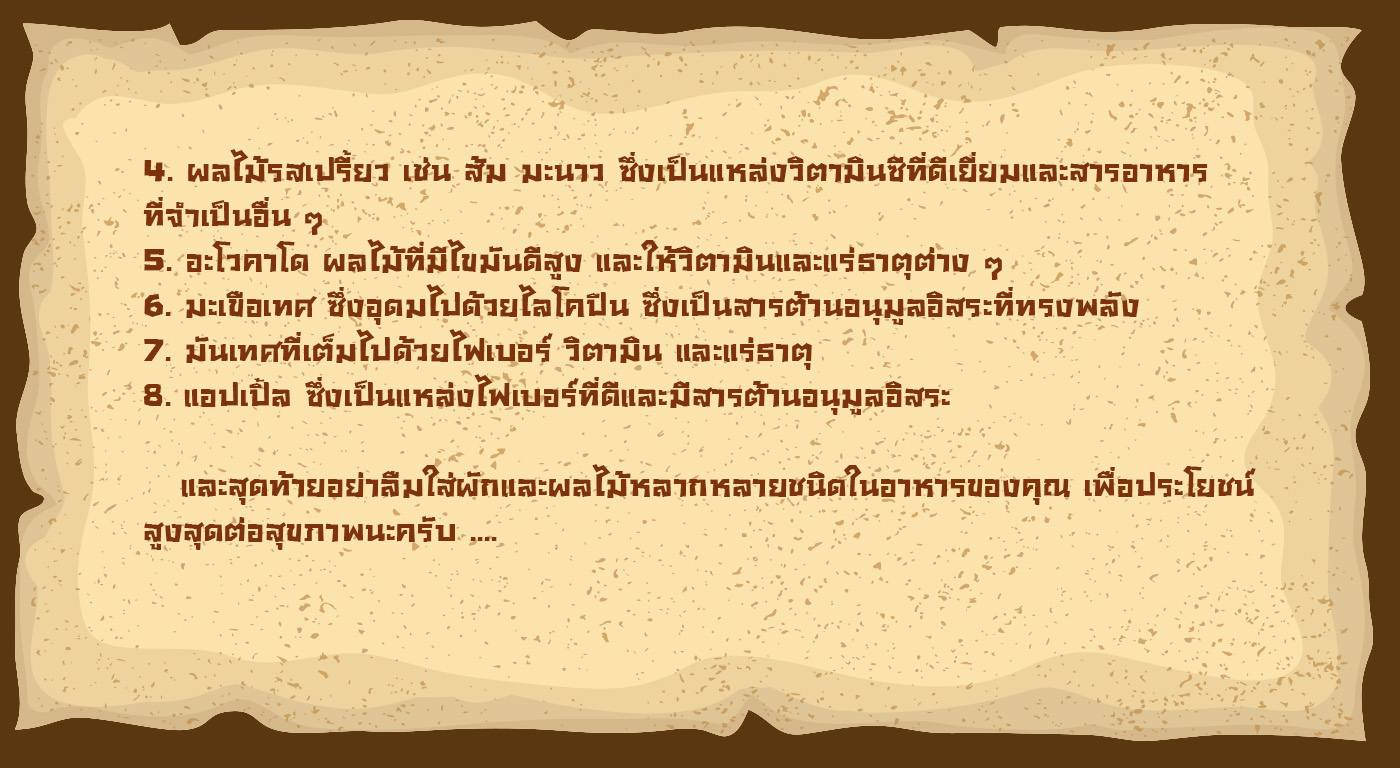 4. ผลไม้รสเปรี้ยว เช่น ส้ม มะนาว ซึ่งเป็นแหล่งวิตามินซีที่ดีเยี่ยมและสารอาหาร
ที่จำเป็นอื่น ๆ
5. อะโวคาโด ผลไม้ที่มีไขมันดีสูง และให้วิตามินและแร่ธาตุต่าง ๆ
6. มะเขือเทศ ซึ่งอุดมไปด้วยไลโคปีน ซึ่งเป็นสารต้านอนุมูลอิสระที่ทรงพลัง
7. มันเทศที่เต็มไปด้วยไฟเบอร์ วิตามิน และแร่ธาตุ
8. แอปเปิ้ล ซึ่งเป็นแหล่งไฟเบอร์ที่ดีและมีสารต้านอนุมูลอิสระ
และสุดท้ายอย่าลืมใส่ผักและผลไม้หลากหลายชนิดในอาหารของคุณ เพื่อประโยชน์
สูงสุดต่อสุขภาพนะครับ ....